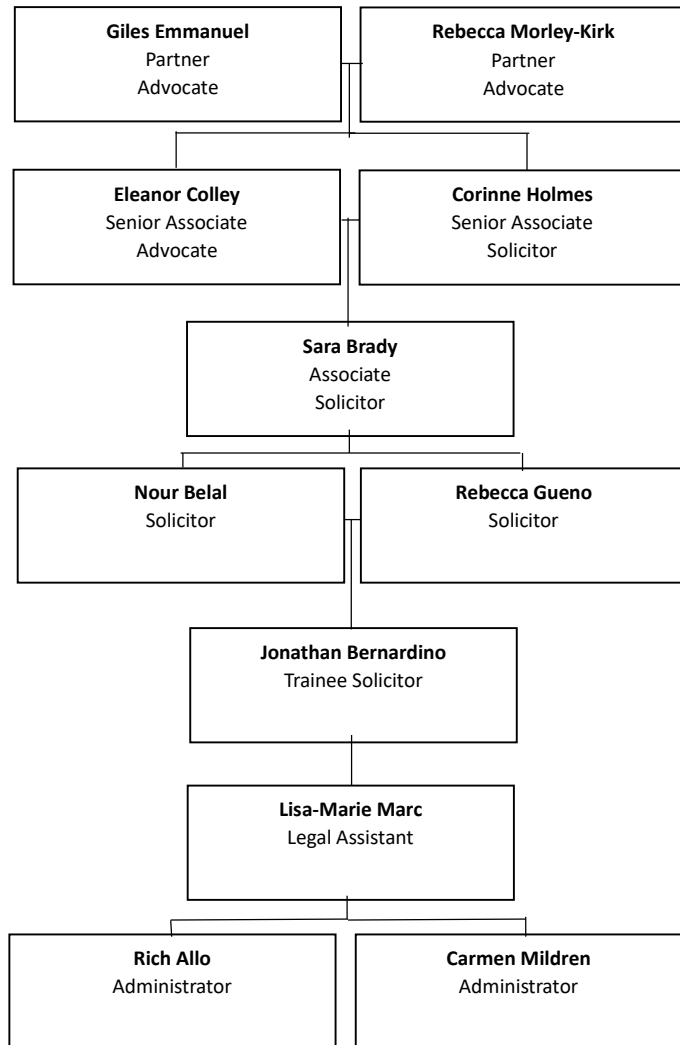 Giles Emmanuel
Partner
Advocate
Rebecca Morley-Kirk
Partner
Advocate
Eleanor Colley
Senior Associate
Advocate
Corinne Holmes
Senior Associate
Solicitor
Sara Brady
Associate
Solicitor
Nour Belal
Solicitor
Rebecca Gueno
Solicitor
Jonathan Bernardino
Trainee Solicitor
Lisa-Marie Marc
Legal Assistant
Rich Allo
Administrator
Carmen Mildren
Administrator